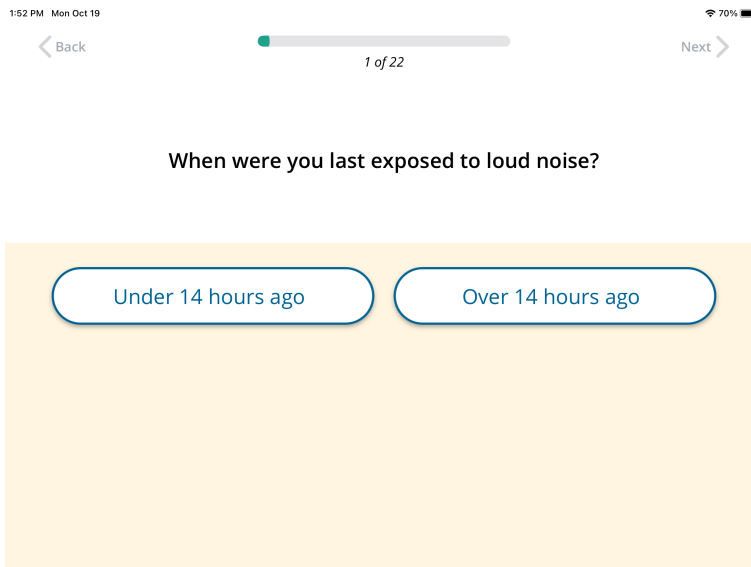 1:52 PM Mon Oct 19
70%
Back
Next
1 of 22
When were you last exposed to loud noise?
Under 14 hours ago
Over 14 hours ago